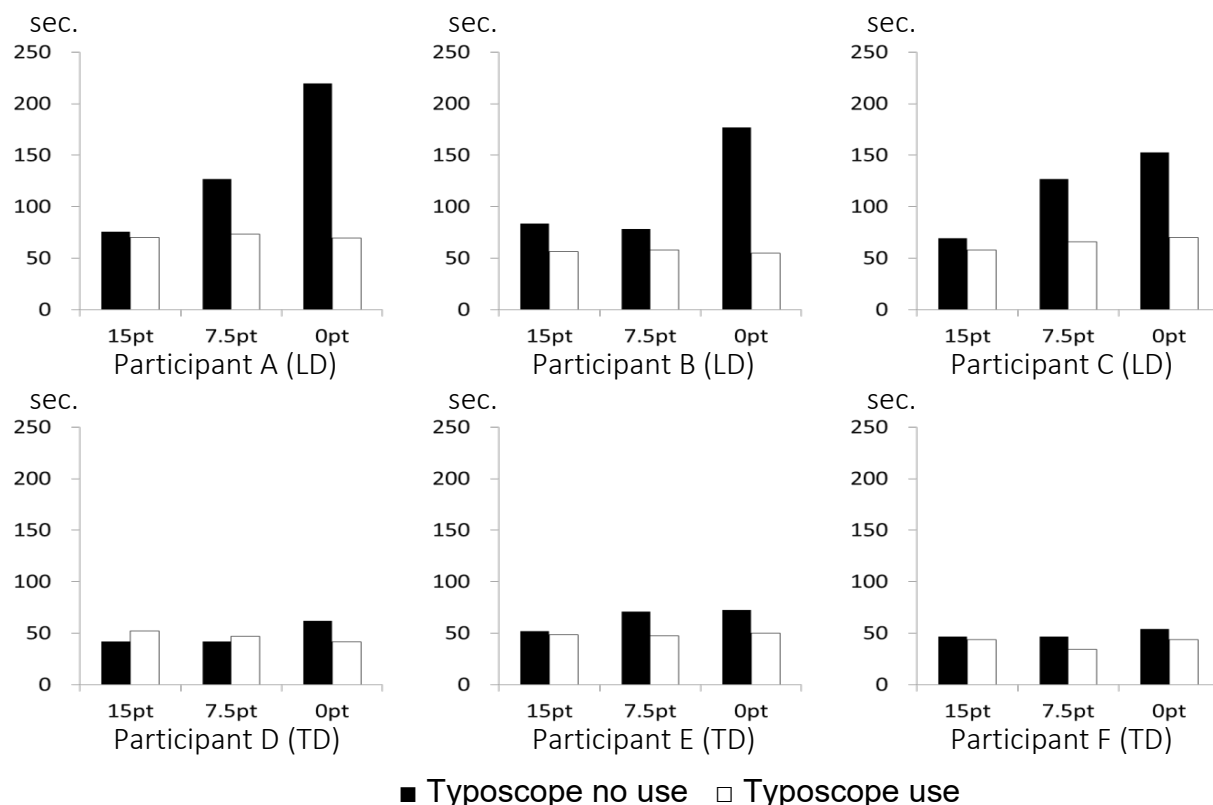 sec. sec. sec.
250 250 250
200 200 200
150 150 150
100 100 100
50 50 50
0 0 0
15pt 7.5pt 0pt 15pt 7.5pt 0pt 15pt 7.5pt 0pt
Participant A (LD) Participant B (LD) Participant C (LD)
sec. sec. sec.
250 250 250
200 200 200
150 150 150
100 100 100
50 50 50
0 0 0
15pt 7.5pt 0pt 15pt 7.5pt 0pt 15pt 7.5pt 0pt
Participant D (TD) Participant E (TD) Participant F (TD)
Typoscope no use Typoscope use